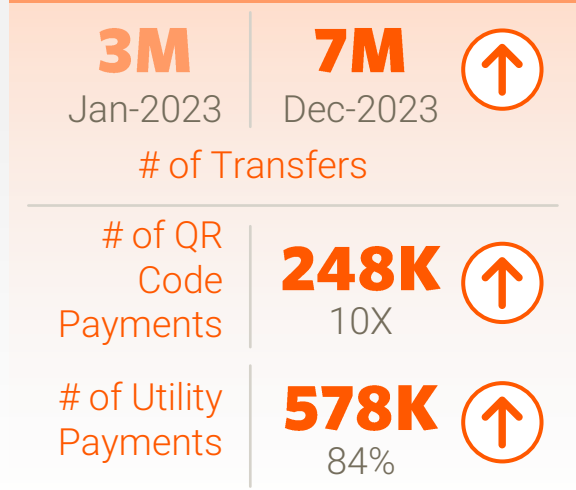 3M 7M
Jan-2023 Dec-2023
# of Transfers
# of QR
Code
Payments
248K
10X
# of Utility
Payments
578K
84%